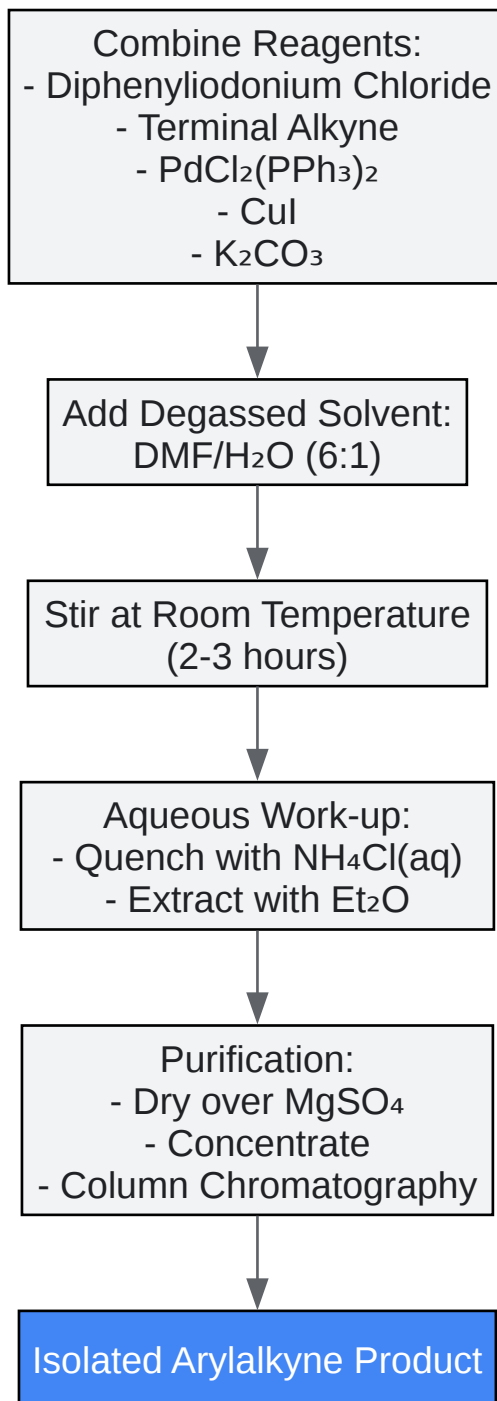 Combine Reagents:
- Diphenyliodonium Chloride
- Terminal Alkyne
- PdCl₂(PPh₃)₂
- CuI
- K₂CO₃
Add Degassed Solvent:
DMF/H₂O (6:1)
Stir at Room Temperature
(2-3 hours)
Aqueous Work-up:
- Quench with NH₄Cl(aq)
- Extract with Et₂O
Purification:
- Dry over MgSO₄
- Concentrate
- Column Chromatography
Isolated Arylalkyne Product